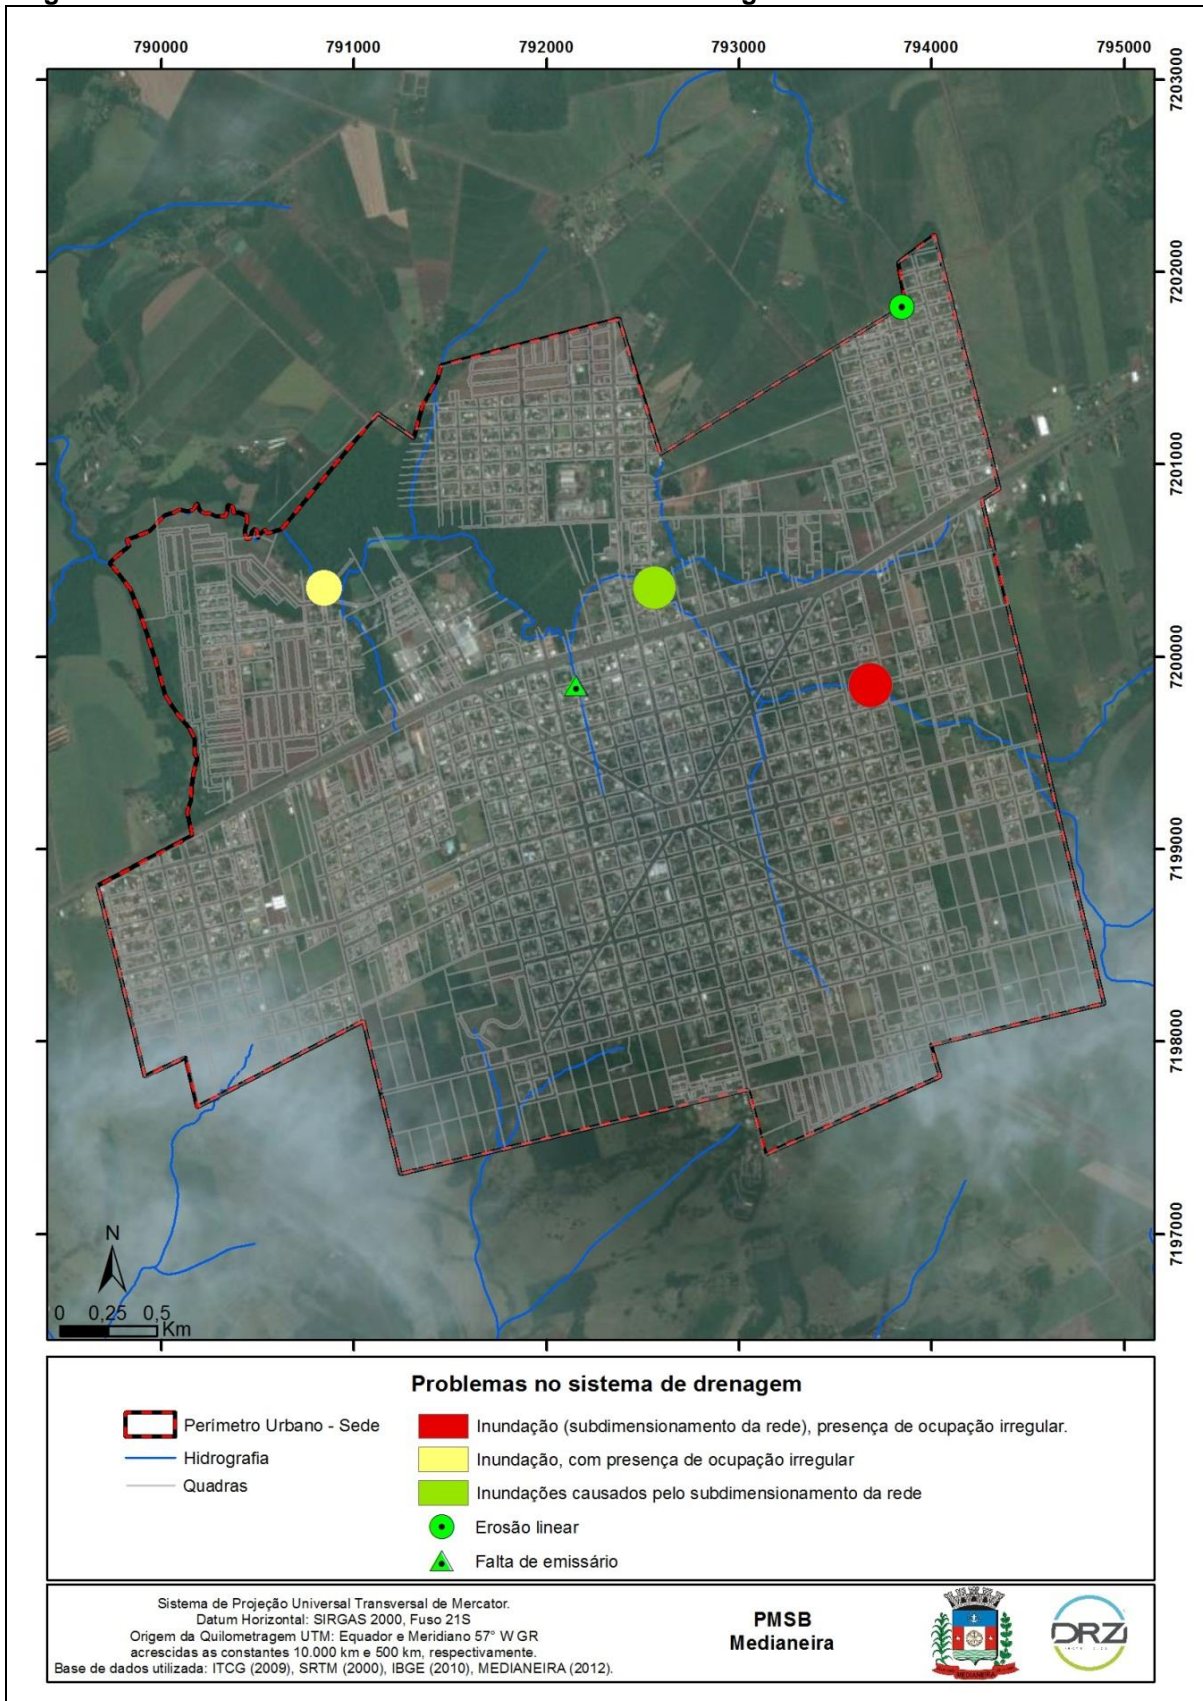 790000 791000 792000 793000 794000 795000
7203000
7202000
7201000
7200000
7199000
7198000
7197000
N
0 0,25 0,5
Km
Problemas no sistema de drenagem
Perímetro Urbano - Sede
Hidrografia
Quadras
Inundação (subdimensionamento da rede), presença de ocupação irregular.
Inundação, com presença de ocupação irregular
Inundações causados pelo subdimensionamento da rede
Erosão linear
Falta de emissário
Sistema de Projeção Universal Transversal de Mercator.
Datum Horizontal: SIRGAS 2000, Fuso 21S
Origem da Quilometragem UTM: Equador e Meridiano 57° W GR
acrescidas as constantes 10.000 km e 500 km, respectivamente.
Base de dados utilizada: ITCG (2009), SRTM (2000), IBGE (2010), MEDIANEIRA (2012).
PMSB
Medianeira
MEDIANEIRA
DRZ